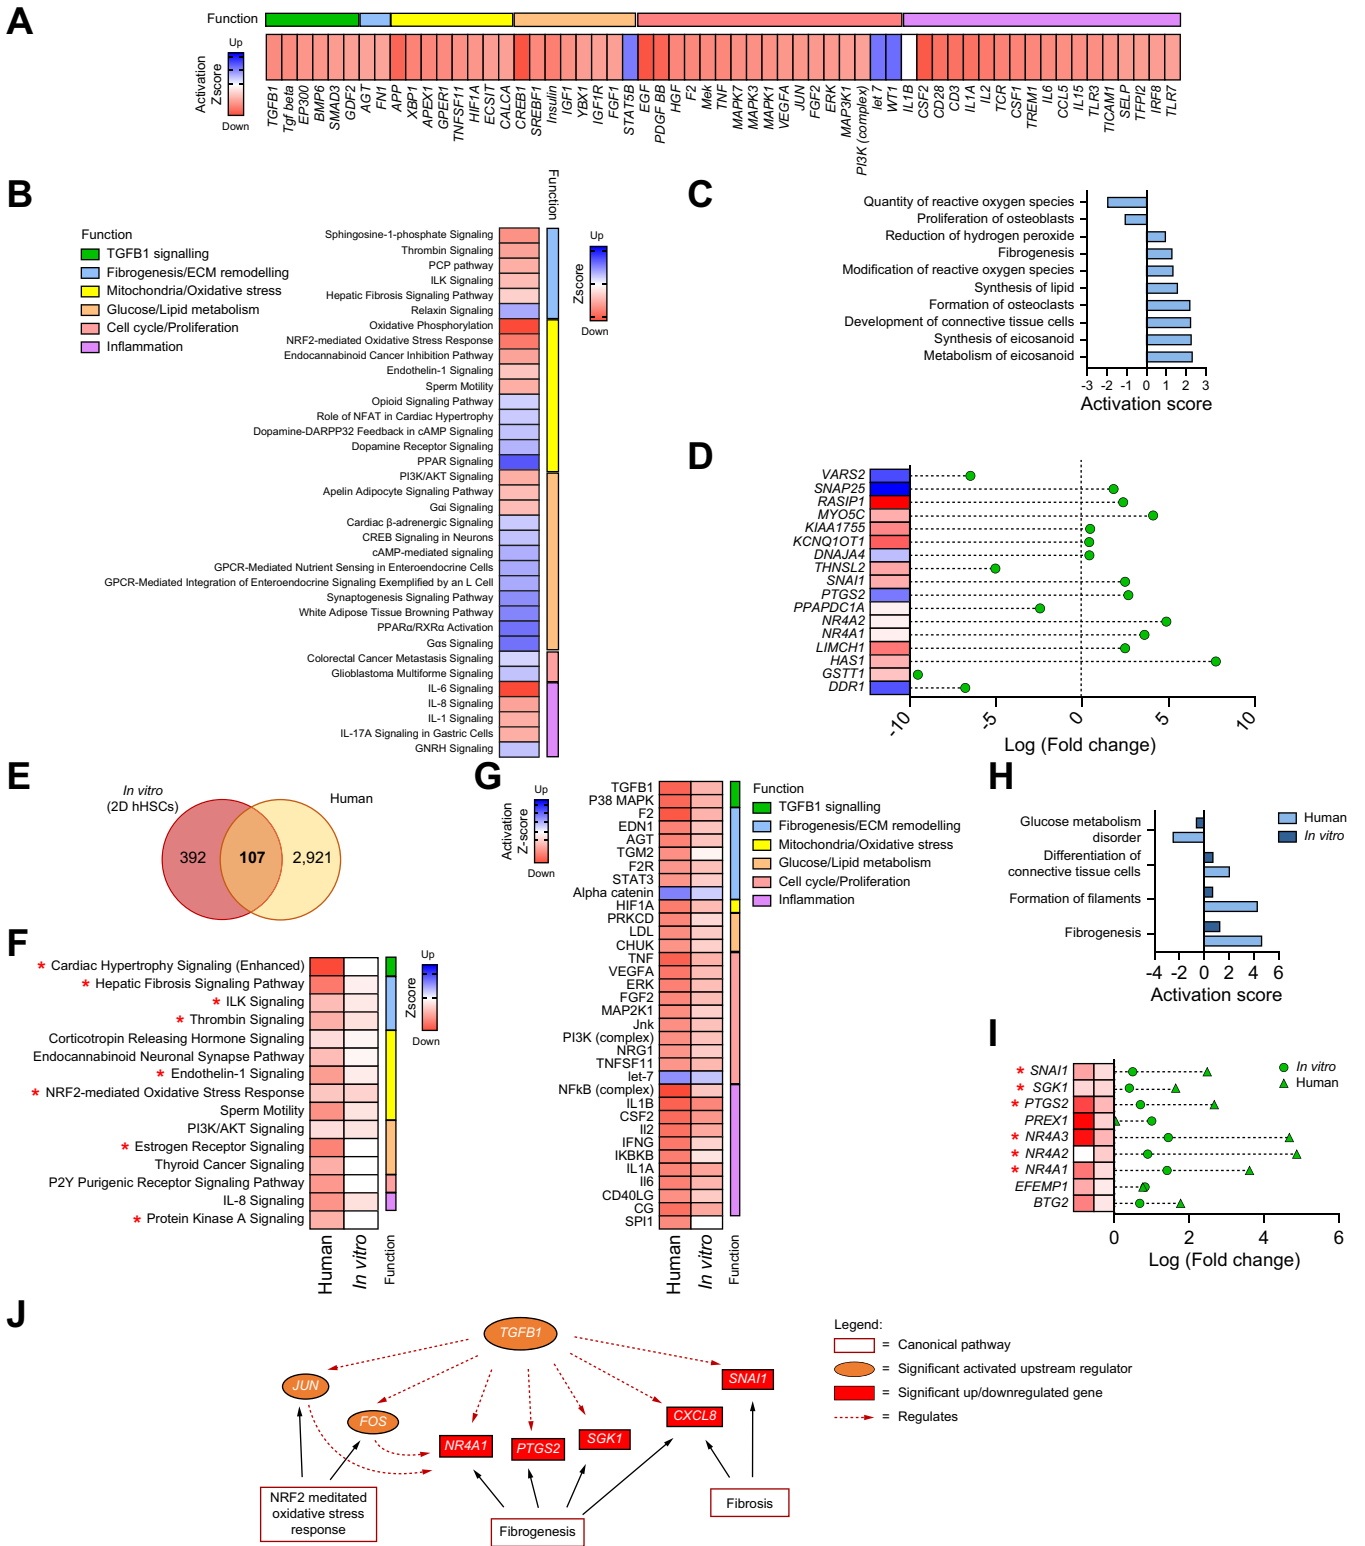 A
Function
Up
Activation
Zscore
Down
TGFB1
Tgf beta
EP300
BMP6
SMAD3
GDF2
AGT
FN1
APP
XBP1
APEX1
GPER1
TNFSF11
HIF1A
ECSIT
CALCA
CREB1
SREBF1
Insulin
IGF1
YBX1
IGF1R
FGF1
STAT5B
EGF
PDGF BB
HGF
F2
Mek
TNF
MAPK7
MAPK3
MAPK1
VEGFA
JUN
FGF2
ERK
MAP3K1
PI3K (complex)
let 7
WT1
IL1B
CSF2
CD28
CD3
IL1A
IL2
TCR
CSF1
TREM1
IL6
CCL5
IL15
TLR3
TICAM1
SELP
TFPI2
IRF8
TLR7
B
Function
TGFB1 signalling
Fibrogenesis/ECM remodelling
Mitochondria/Oxidative stress
Glucose/Lipid metabolism
Cell cycle/Proliferation
Inflammation
Function
Sphingosine-1-phosphate Signaling
Thrombin Signaling
PCP pathway
ILK Signaling
Hepatic Fibrosis Signaling Pathway
Relaxin Signaling
Oxidative Phosphorylation
NRF2-mediated Oxidative Stress Response
Endocannabinoid Cancer Inhibition Pathway
Endothelin-1 Signaling
Sperm Motility
Opioid Signaling Pathway
Role of NFAT in Cardiac Hypertrophy
Dopamine-DARPP32 Feedback in cAMP Signaling
Dopamine Receptor Signaling
PPAR Signaling
PI3K/AKT Signaling
Apelin Adipocyte Signaling Pathway
Gαi Signaling
Cardiac β-adrenergic Signaling
CREB Signaling in Neurons
cAMP-mediated signaling
GPCR-Mediated Nutrient Sensing in Enteroendocrine Cells
GPCR-Mediated Integration of Enteroendocrine Signaling Exemplified by an L Cell
Synaptogenesis Signaling Pathway
White Adipose Tissue Browning Pathway
PPARα/RXRα Activation
Gαs Signaling
Colorectal Cancer Metastasis Signaling
Glioblastoma Multiforme Signaling
IL-6 Signaling
IL-8 Signaling
IL-1 Signaling
IL-17A Signaling in Gastric Cells
GNRH Signaling
Up
Zscore
Down
C
Quantity of reactive oxygen species
Proliferation of osteoblasts
Reduction of hydrogen peroxide
Fibrogenesis
Modification of reactive oxygen species
Synthesis of lipid
Formation of osteoclasts
Development of connective tissue cells
Synthesis of eicosanoid
Metabolism of eicosanoid
-3 -2 -1 0 1 2 3
Activation score
D
VARS2
SNAP25
RASIP1
MYO5C
KIAA1755
KCNQ1OT1
DNAJA4
THNSL2
SNAI1
PTGS2
PPAPDC1A
NR4A2
NR4A1
LIMCH1
HAS1
GSTT1
DDR1
-10 -5 0 5 10
Log (Fold change)
E
In vitro
(2D hHSCs)
Human
392 107 2,921
F
* Cardiac Hypertrophy Signaling (Enhanced)
* Hepatic Fibrosis Signaling Pathway
* ILK Signaling
* Thrombin Signaling
Corticotropin Releasing Hormone Signaling
Endocannabinoid Neuronal Synapse Pathway
* Endothelin-1 Signaling
* NRF2-mediated Oxidative Stress Response
Sperm Motility
PI3K/AKT Signaling
* Estrogen Receptor Signaling
Thyroid Cancer Signaling
P2Y Purigenic Receptor Signaling Pathway
IL-8 Signaling
* Protein Kinase A Signaling
Human
In vitro
Function
Up
Zscore
Down
G
Up
Activation
Z-score
Down
TGFB1
P38 MAPK
F2
EDN1
AGT
TGM2
F2R
STAT3
Alpha catenin
HIF1A
PRKCD
LDL
CHUK
TNF
VEGFA
ERK
FGF2
MAP2K1
Jnk
PI3K (complex)
NRG1
TNFSF11
let-7
NFkB (complex)
IL1B
CSF2
Il2
IFNG
IKBKB
IL1A
Il6
CD40LG
CG
SPI1
Human
In vitro
Function
Function
TGFB1 signalling
Fibrogenesis/ECM remodelling
Mitochondria/Oxidative stress
Glucose/Lipid metabolism
Cell cycle/Proliferation
Inflammation
H
Glucose metabolism
disorder
Differentiation of
connective tissue cells
Formation of filaments
Fibrogenesis
-4 -2 0 2 4 6
Activation score
Human
In vitro
I
* SNAI1
* SGK1
* PTGS2
PREX1
* NR4A3
* NR4A2
* NR4A1
EFEMP1
BTG2
In vitro
Human
0 2 4 6
Log (Fold change)
J
TGFB1
JUN
FOS
NR4A1
PTGS2
SGK1
CXCL8
SNAI1
NRF2 meditated
oxidative stress
response
Fibrogenesis
Fibrosis
Legend:
= Canonical pathway
= Significant activated upstream regulator
= Significant up/downregulated gene
= Regulates